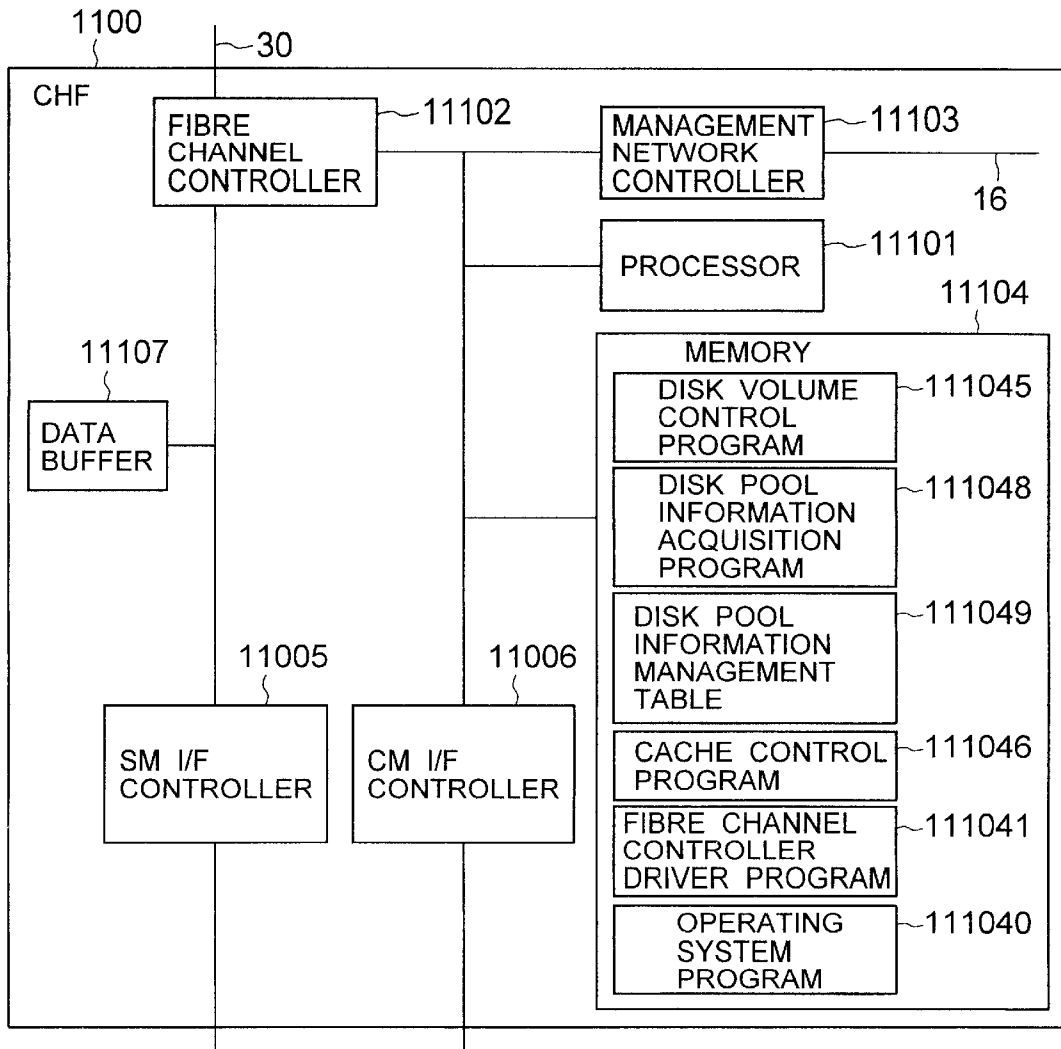 1100
30
CHF
FIBRE
CHANNEL
CONTROLLER
11102
MANAGEMENT
NETWORK
CONTROLLER
11103
16
PROCESSOR
11101
11104
MEMORY
DISK VOLUME
CONTROL
PROGRAM
111045
DISK POOL
INFORMATION
ACQUISITION
PROGRAM
111048
DISK POOL
INFORMATION
MANAGEMENT
TABLE
111049
CACHE CONTROL
PROGRAM
111046
FIBRE CHANNEL
CONTROLLER
DRIVER PROGRAM
111041
OPERATING
SYSTEM
PROGRAM
111040
11107
DATA
BUFFER
11005
SM I/F
CONTROLLER
11006
CM I/F
CONTROLLER